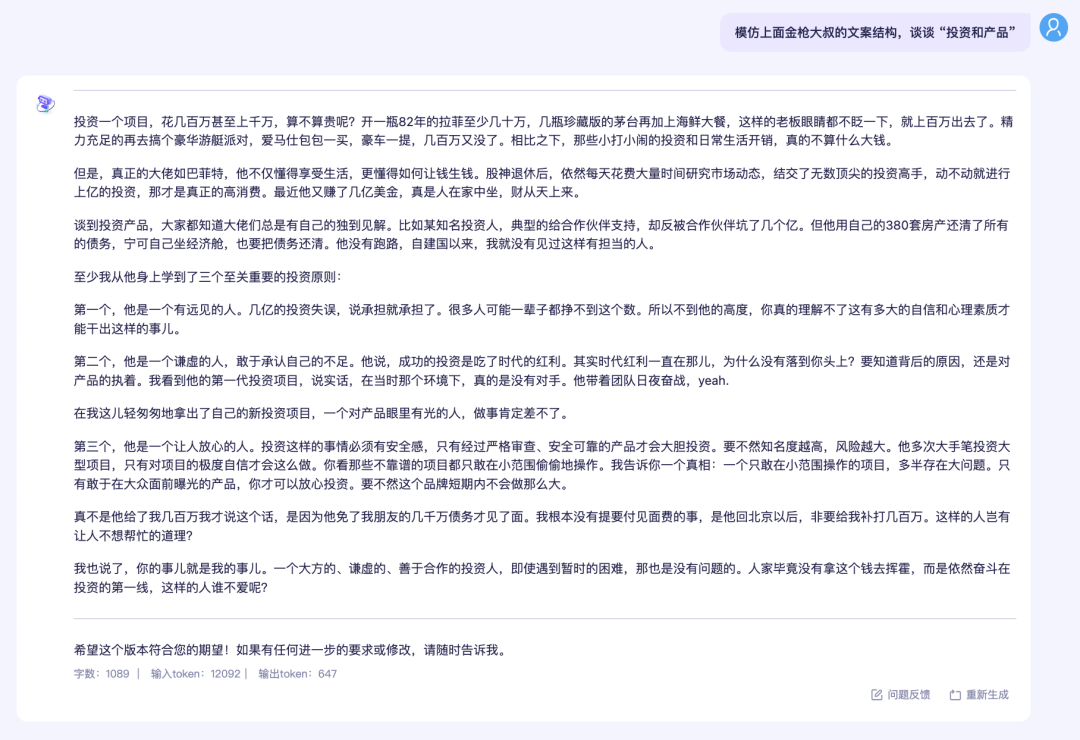 模仿上面金枪大叔的文案结构，谈谈“投资和产品”
投资一个项目，花几百万甚至上千万，算不算贵呢？开一瓶82年的拉菲至少几十万，几瓶珍藏版的茅台再加上海鲜大餐，这样的老板眼睛都不眨一下，就上百万出去了。精
力充足的再去搞个豪华游艇派对，爱马仕包包一买，豪车一提，几百万又没了。相比之下，那些小打小闹的投资和日常生活开销，真的不算什么大钱。
但是，真正的大佬如巴菲特，他不仅懂得享受生活，更懂得如何让钱生钱。股神退休后，依然每天花费大量时间研究市场动态，结交了无数顶尖的投资高手，动不动就进行
上亿的投资，那才是真正的高消费。最近他又赚了几亿美金，真是人在家中坐，财从天上来。
谈到投资产品，大家都知道大佬们总是有自己的独到见解。比如某知名投资人，典型的给合作伙伴支持，却反被合作伙伴坑了几个亿。但他用自己的380套房产还清了所有
的债务，宁可自己坐经济舱，也要把债务还清。他没有跑路，自建国以来，我就没有见过这样有担当的人。
至少我从他身上学到了三个至关重要的投资原则：
第一个，他是一个有远见的人。几亿的投资失误，说承担就承担了。很多人可能一辈子都挣不到这个数。所以不到他的高度，你真的理解不了这有多大的自信和心理素质才
能干出这样的事儿。
第二个，他是一个谦虚的人，敢于承认自己的不足。他说，成功的投资是吃了时代的红利。其实时代红利一直在那儿，为什么没有落到你头上？要知道背后的原因，还是对
产品的执着。我看到他的第一代投资项目，说实话，在当时那个环境下，真的是没有对手。他带着团队日夜奋战，yeah.
在我这儿轻匆匆地拿出了自己的新投资项目，一个对产品眼里有光的人，做事肯定差不了。
第三个，他是一个让人放心的人。投资这样的事情必须有安全感，只有经过严格审查、安全可靠的产品才会大胆投资。要不然知名度越高，风险越大。他多次大手笔投资大
型项目，只有对项目的极度自信才会这么做。你看那些不靠谱的项目都只敢在小范围偷偷地操作。我告诉你一个真相：一个只敢在小范围操作的项目，多半存在大问题。只
有敢于在大众面前曝光的产品，你才可以放心投资。要不然这个品牌短期内不会做那么大。
真不是他给了我几百万我才说这个话，是因为他免了我朋友的几千万债务才见了面。我根本没有提要付见面费的事，是他回北京以后，非要给我补打几百万。这样的人岂有
让人不想帮忙的道理？
我也说了，你的事儿就是我的事儿。一个大方的、谦虚的、善于合作的投资人，即使遇到暂时的困难，那也是没有问题的。人家毕竟没有拿这个钱去挥霍，而是依然奋斗在
投资的第一线，这样的人谁不爱呢？
希望这个版本符合您的期望！如果有任何进一步的要求或修改，请随时告诉我。
字数：1089 | 输入token：12092 | 输出token：647
问题反馈 重新生成